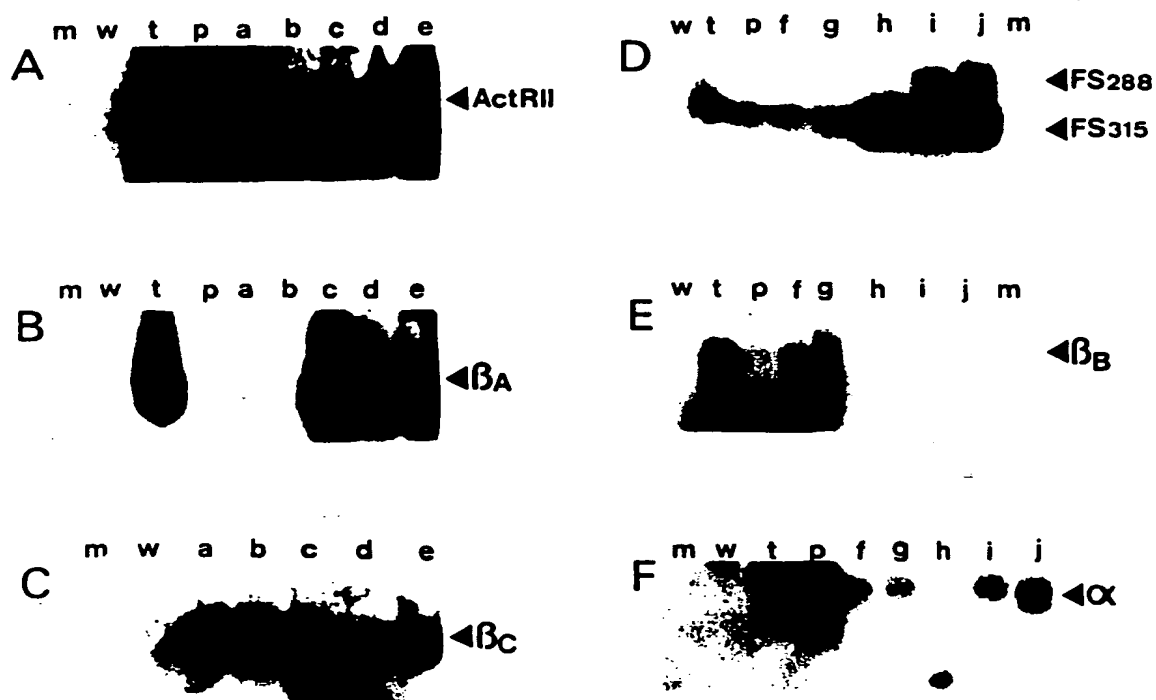 m w t p a b c d e
A
◄ActRII
w t p f g h i j m
D
◄FS288
◄FS315
m w t p a b c d e
B
◄βA
w t p f g h i j m
E
◄βB
m w a b c d e
C
◄βC
m w t p f g h i j
F
◄α